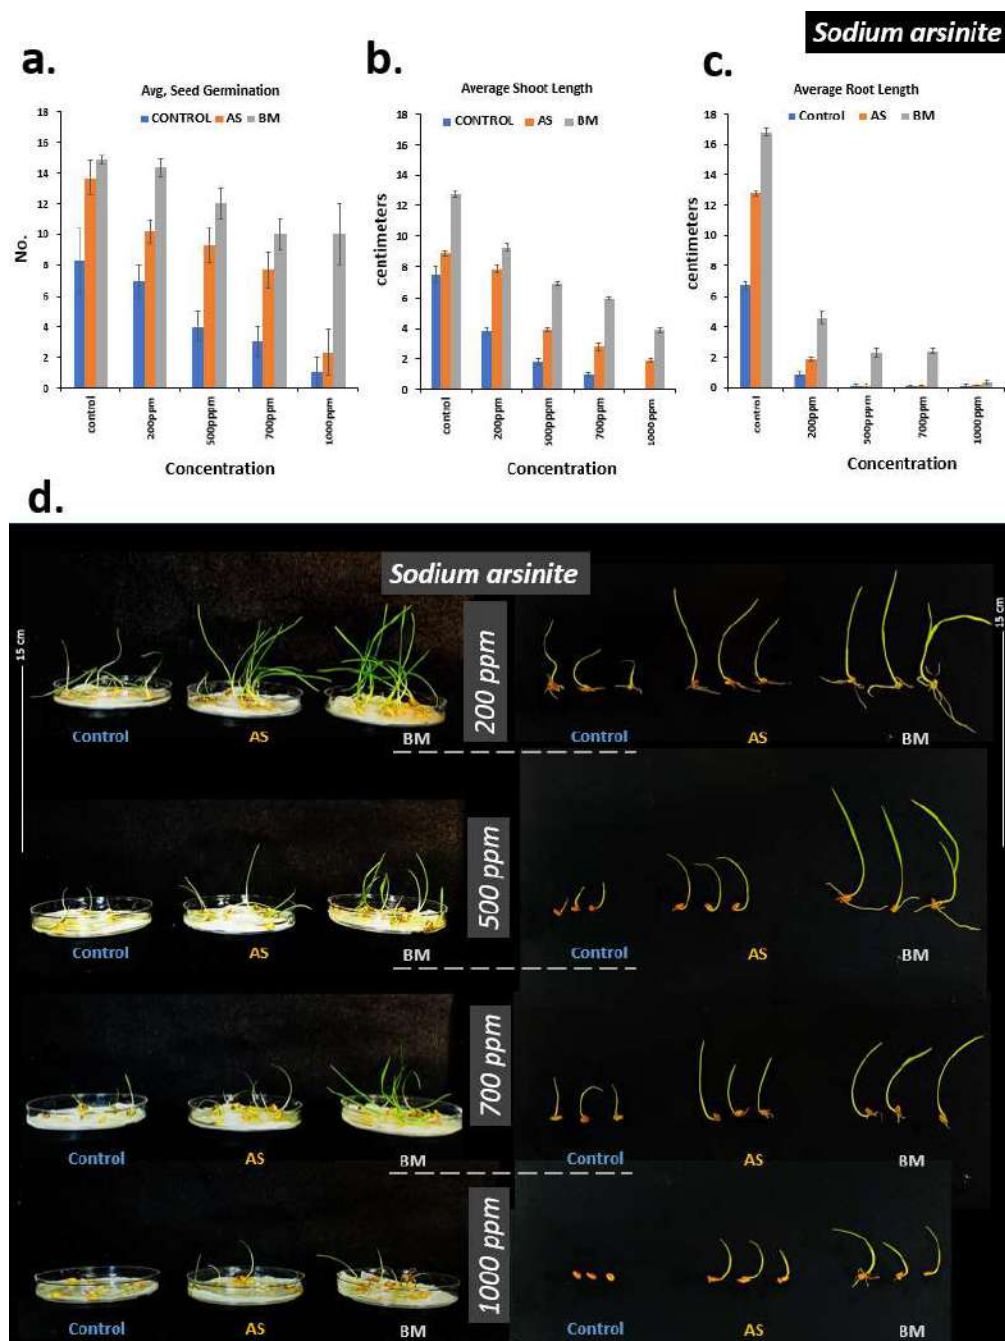 Sodium arsinite
a.
Avg, Seed Germination
CONTROL AS BM
18
16
14
12
10
8
6
4
2
0
No.
control
200ppm
500pppm
700ppm
1000ppm
Concentration
b.
Average Shoot Length
CONTROL AS BM
18
16
14
12
10
8
6
4
2
0
centimeters
control
200ppm
500ppm
700ppm
1000ppm
Concentration
c.
Average Root Length
Control AS BM
18
16
14
12
10
8
6
4
2
0
centimeters
control
200ppm
500ppm
700ppm
1000ppm
Concentration
d.
Sodium arsinite
15 cm
15 cm
200 ppm
Control AS BM
Control AS BM
500 ppm
Control AS BM
Control AS BM
700 ppm
Control AS BM
Control AS BM
1000 ppm
Control AS BM
Control AS BM